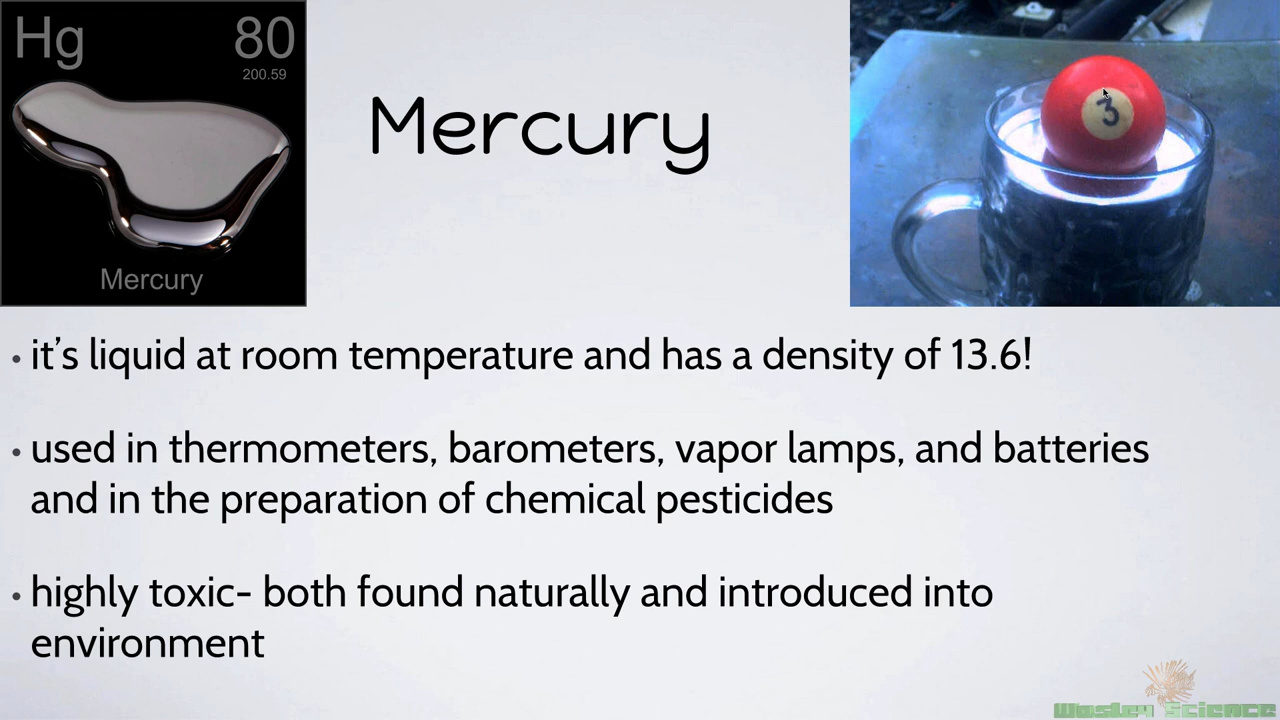 Hg 80
200.59
Mercury
Mercury
3
• it’s liquid at room temperature and has a density of 13.6!
• used in thermometers, barometers, vapor lamps, and batteries
and in the preparation of chemical pesticides
• highly toxic- both found naturally and introduced into
environment
Wasley Science